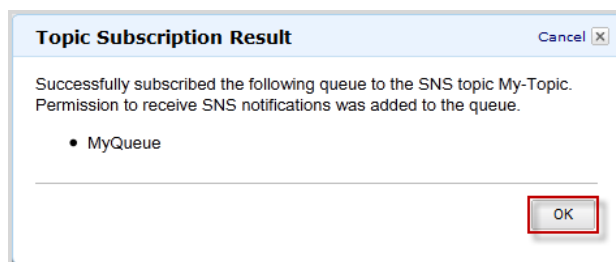 Topic Subscription Result
Cancel
Successfully subscribed the following queue to the SNS topic My-Topic.
Permission to receive SNS notifications was added to the queue.
• MyQueue
OK